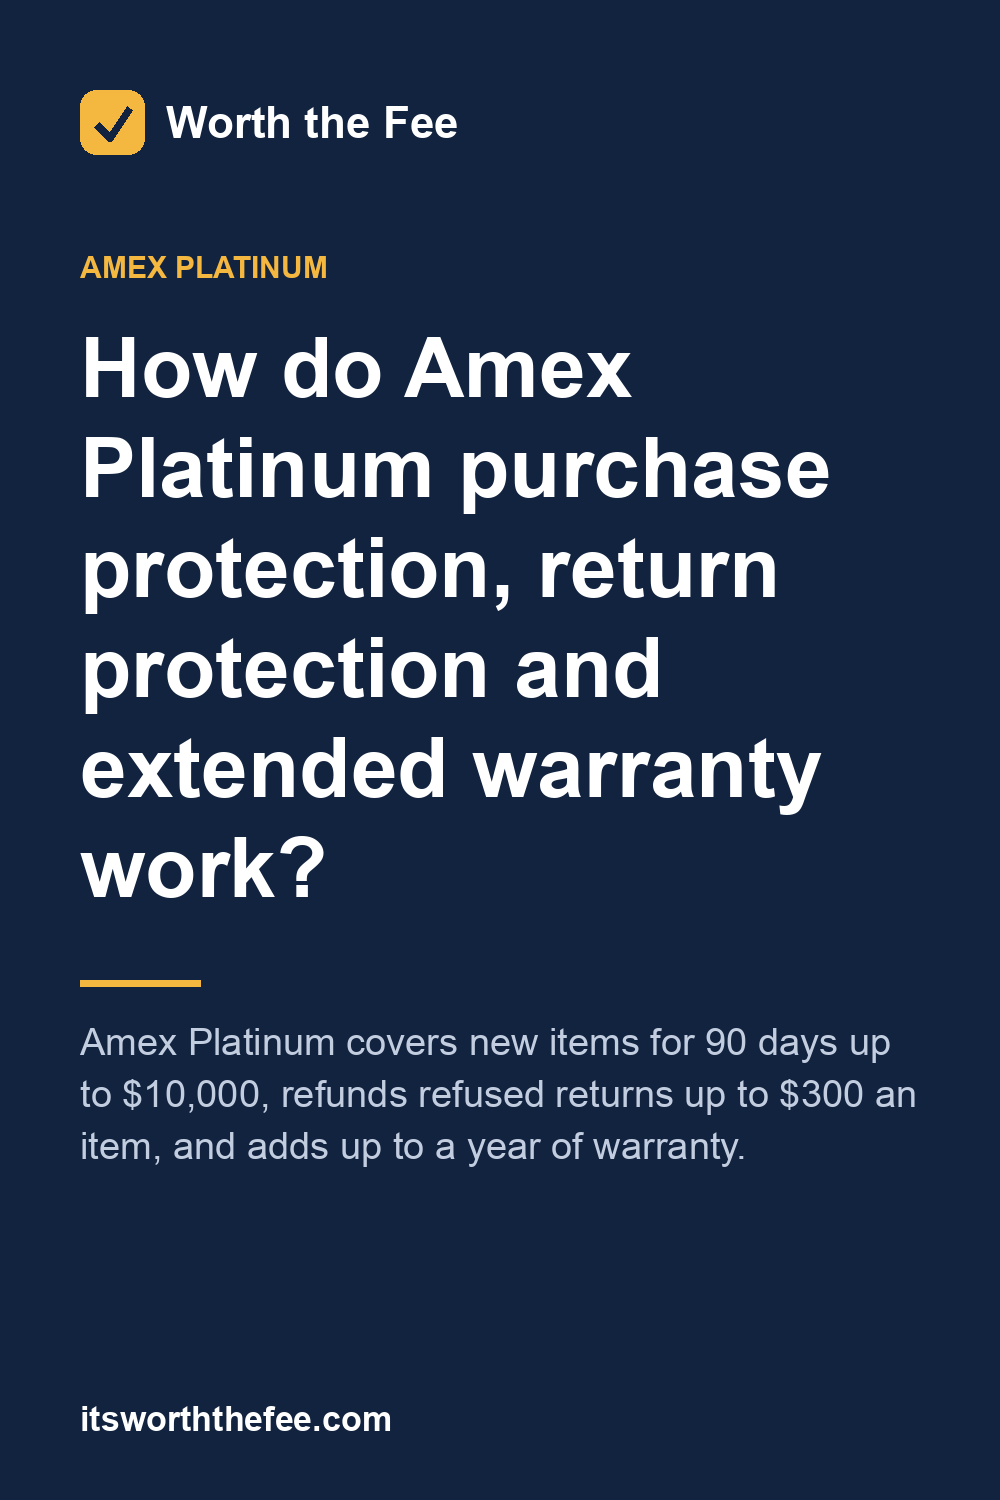 Worth the Fee
AMEX PLATINUM
How do Amex
Platinum purchase
protection, return
protection and
extended warranty
work?
Amex Platinum covers new items for 90 days up
to $10,000, refunds refused returns up to $300 an
item, and adds up to a year of warranty.
itsworththefee.com